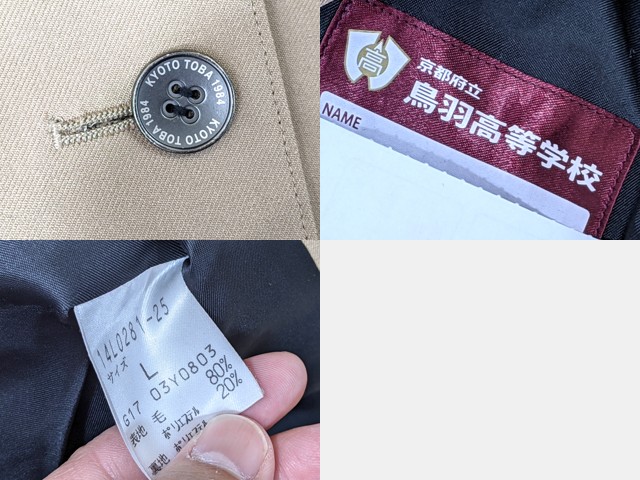 KYOTO TOBA 1984
KYOTO TOBA 1984
高
京都府立
鳥羽高等学校
NAME
14L0281-25
サイズ
L
G17 03Y0803
表地 毛 80%
ポリエステル 20%
裏地 ポリエステル